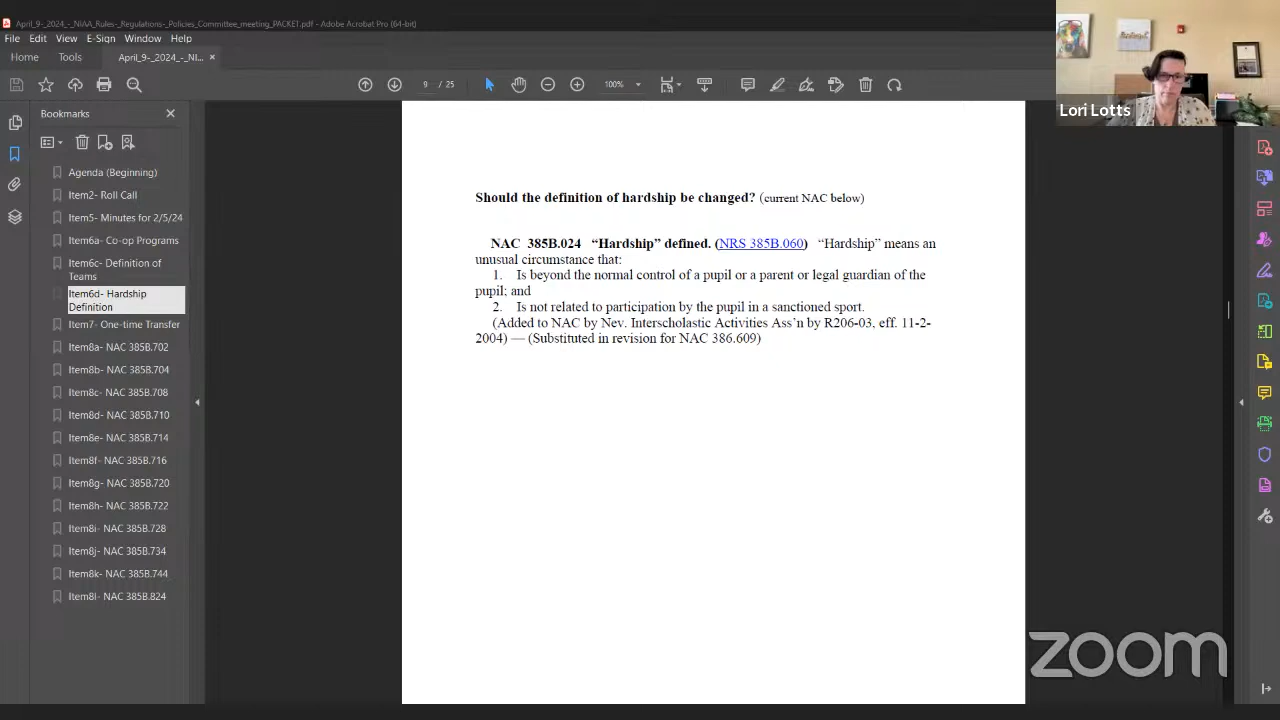 April_9-_2024_-_NIAA_Rules-_Regulations-_Policies_Committee_meeting_PACKET.pdf - Adobe Acrobat Pro (64-bit)
File Edit View E-Sign Window Help
Home Tools April_9-_2024_-_NI... ×
9 / 25 100%
Bookmarks
Agenda (Beginning)
Item2- Roll Call
Item5- Minutes for 2/5/24
Item6a- Co-op Programs
Item6c- Definition of
Teams
Item6d- Hardship
Definition
Item7- One-time Transfer
Item8a- NAC 385B.702
Item8b- NAC 385B.704
Item8c- NAC 385B.708
Item8d- NAC 385B.710
Item8e- NAC 385B.714
Item8f- NAC 385B.716
Item8g- NAC 385B.720
Item8h- NAC 385B.722
Item8i- NAC 385B.728
Item8j- NAC 385B.734
Item8k- NAC 385B.744
Item8l- NAC 385B.824
Should the definition of hardship be changed? (current NAC below)
NAC 385B.024 “Hardship” defined. (NRS 385B.060) “Hardship” means an
unusual circumstance that:
1. Is beyond the normal control of a pupil or a parent or legal guardian of the
pupil; and
2. Is not related to participation by the pupil in a sanctioned sport.
(Added to NAC by Nev. Interscholastic Activities Ass’n by R206-03, eff. 11-2-
2004) — (Substituted in revision for NAC 386.609)
Lori Lotts
zoom